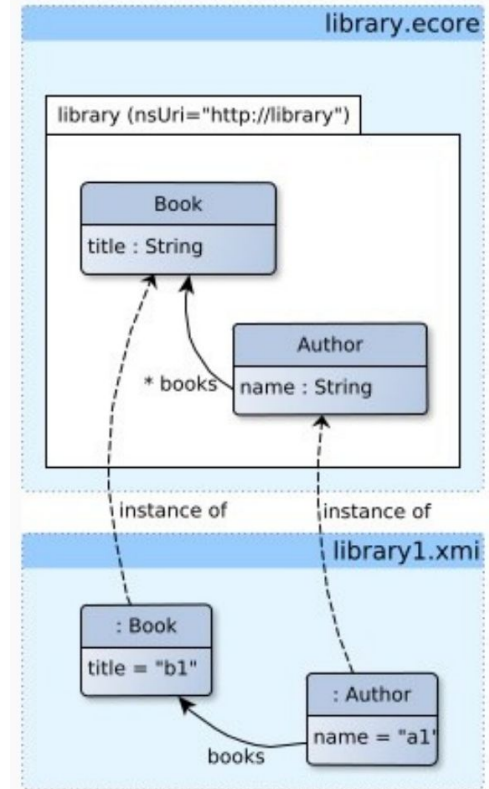 library.ecore
library (nsUri="http://library")
Book
title : String
Author
* books
name : String
instance of
instance of
library1.xmi
: Book
title = "b1"
: Author
name = "a1"
books